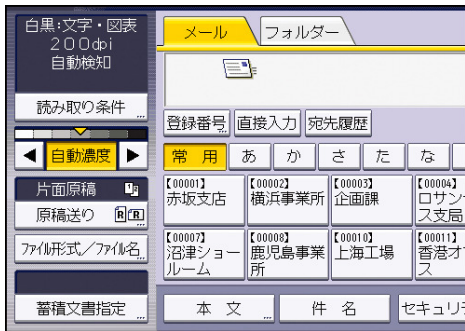 白黒:文字・図表
200dpi
自動検知
読み取り条件
自動濃度
片面原稿
原稿送り
ファイル形式／ファイル名
蓄積文書指定
メール
フォルダー
登録番号
直接入力
宛先履歴
常用
あ
か
さ
た
な
【00001】
赤坂支店
【00002】
横浜事業所
【00003】
企画課
【00004】
ロサン
ス支局
【00007】
沼津ショー
ルーム
【00008】
鹿児島事業
所
【00010】
上海工場
【00011】
香港オ
ス
本文
件名
セキュリ